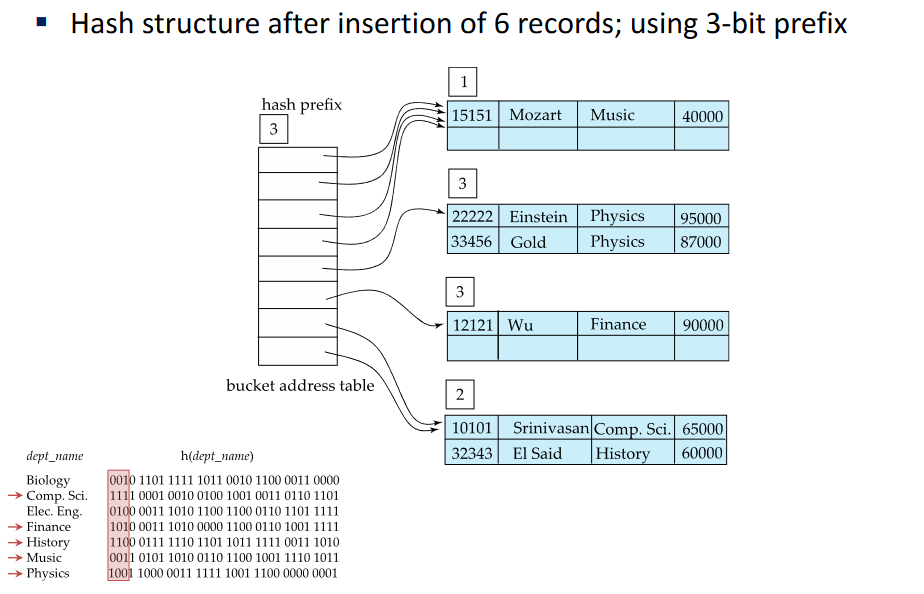 ▪ Hash structure after insertion of 6 records; using 3-bit prefix
hash prefix
3
bucket address table
1
15151 Mozart Music 40000
3
22222 Einstein Physics 95000
33456 Gold Physics 87000
3
12121 Wu Finance 90000
2
10101 Srinivasan Comp. Sci. 65000
32343 El Said History 60000
dept_name h(dept_name)
Biology 0010 1101 1111 1011 0010 1100 0011 0000
→ Comp. Sci. 1111 0001 0010 0100 1001 0011 0110 1101
Elec. Eng. 0100 0011 1010 1100 1100 0110 1101 1111
→ Finance 1010 0011 1010 0000 1100 0110 1001 1111
→ History 1100 0111 1110 1101 1011 1111 0011 1010
→ Music 0011 0101 1010 0110 1100 1001 1110 1011
→ Physics 1001 1000 0011 1111 1001 1100 0000 0001